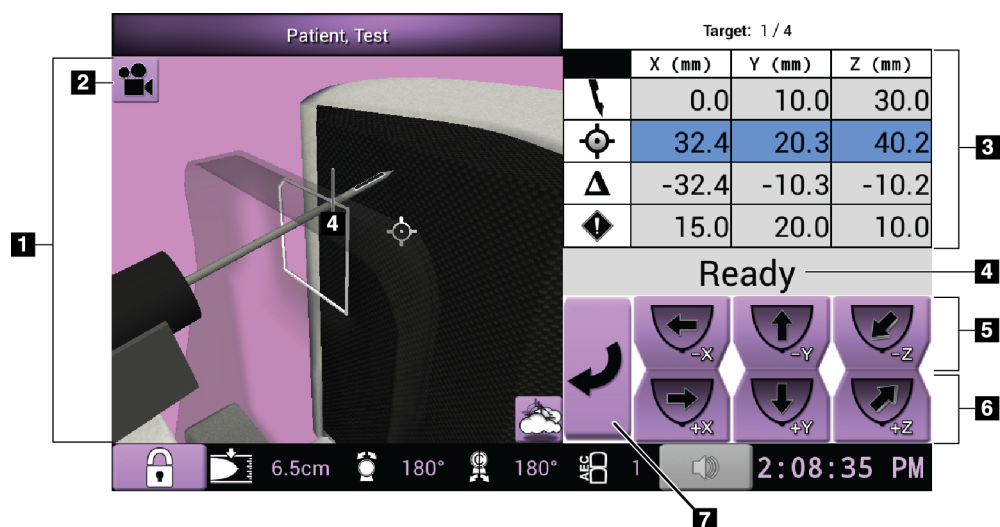 Patient, Test
Target: 1 / 4
X (mm) Y (mm) Z (mm)
0.0 10.0 30.0
32.4 20.3 40.2
Δ -32.4 -10.3 -10.2
! 15.0 20.0 10.0
Ready
-X -Y -Z
+X +Y +Z
6.5cm 180° C 180° AEC 1 2:08:35 PM
1
2
3
4
4
5
6
7